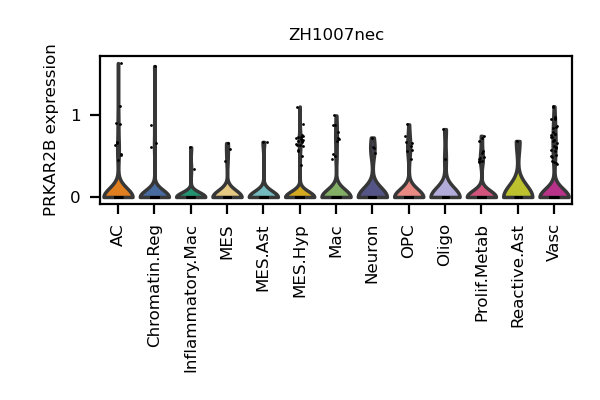 ZH1007nec
PRKAR2B expression
1
0
AC
Chromatin.Reg
Inflammatory.Mac
MES
MES.Ast
MES.Hyp
Mac
Neuron
OPC
Oligo
Prolif.Metab
Reactive.Ast
Vasc